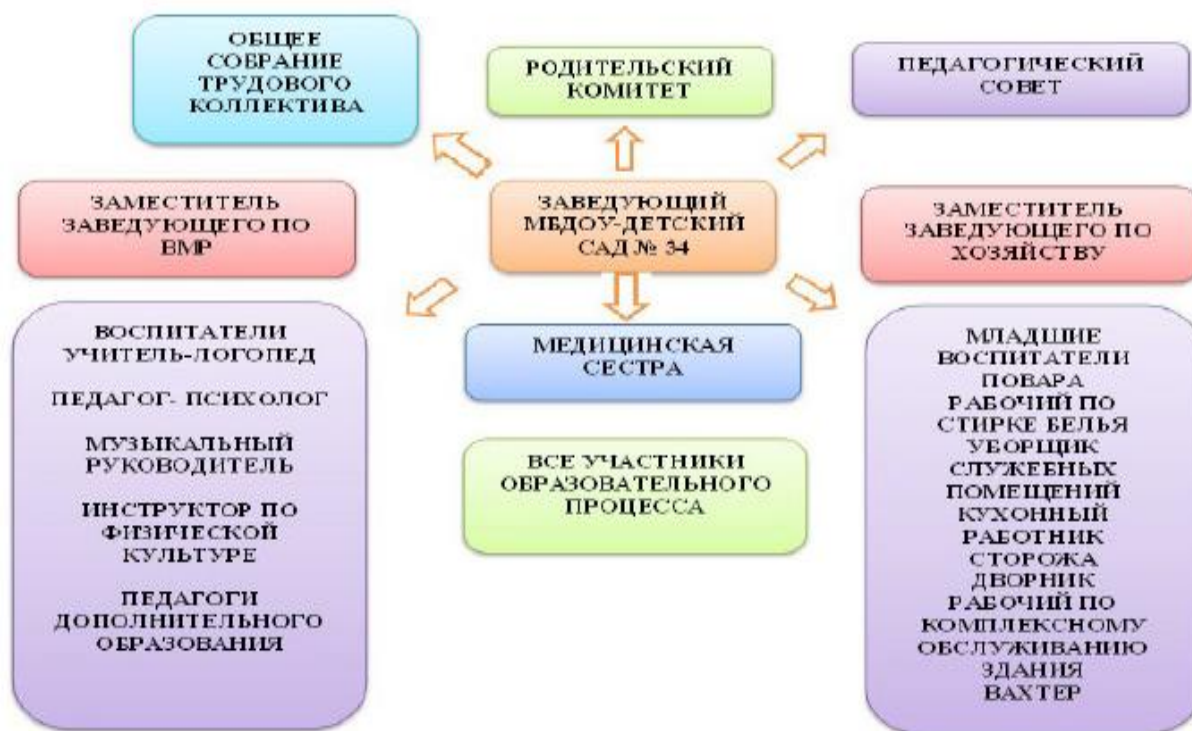 ОБЩЕЕ
СОБРАНИЕ
ТРУДОВОГО
КОЛЛЕКТИВА
РОДИТЕЛЬСКИЙ
КОМИТЕТ
ПЕДАГОГИЧЕСКИЙ
СОВЕТ
ЗАМЕСТИТЕЛЬ
ЗАВЕДУЮЩЕГО ПО
ВМР
ЗАВЕДУЮЩИЙ
МБДОУ-ДЕТСКИЙ
САД № 34
ЗАМЕСТИТЕЛЬ
ЗАВЕДУЮЩЕГО ПО
ХОЗЯЙСТВУ
ВОСПИТАТЕЛИ
УЧИТЕЛЬ-ЛОГОПЕД
ПЕДАГОГ- ПСИХОЛОГ
МУЗЫКАЛЬНЫЙ
РУКОВОДИТЕЛЬ
ИНСТРУКТОР ПО
ФИЗИЧЕСКОЙ
КУЛЬТУРЕ
ПЕДАГОГИ
ДОПОЛНИТЕЛЬНОГО
ОБРАЗОВАНИЯ
МЕДИЦИНСКАЯ
СЕСТРА
ВСЕ УЧАСТНИКИ
ОБРАЗОВАТЕЛЬНОГО
ПРОЦЕССА
МЛАДШИЕ
ВОСПИТАТЕЛИ
ПОВАРА
РАБОЧИЙ ПО
СТИРКЕ БЕЛЬЯ
УБОРЩИК
СЛУЖЕБНЫХ
ПОМЕЩЕНИЙ
КУХОННЫЙ
РАБОТНИК
СТОРОЖА
ДВОРНИК
РАБОЧИЙ ПО
КОМПЛЕКСНОМУ
ОБСЛУЖИВАНИЮ
ЗДАНИЯ
ВАХТЕР